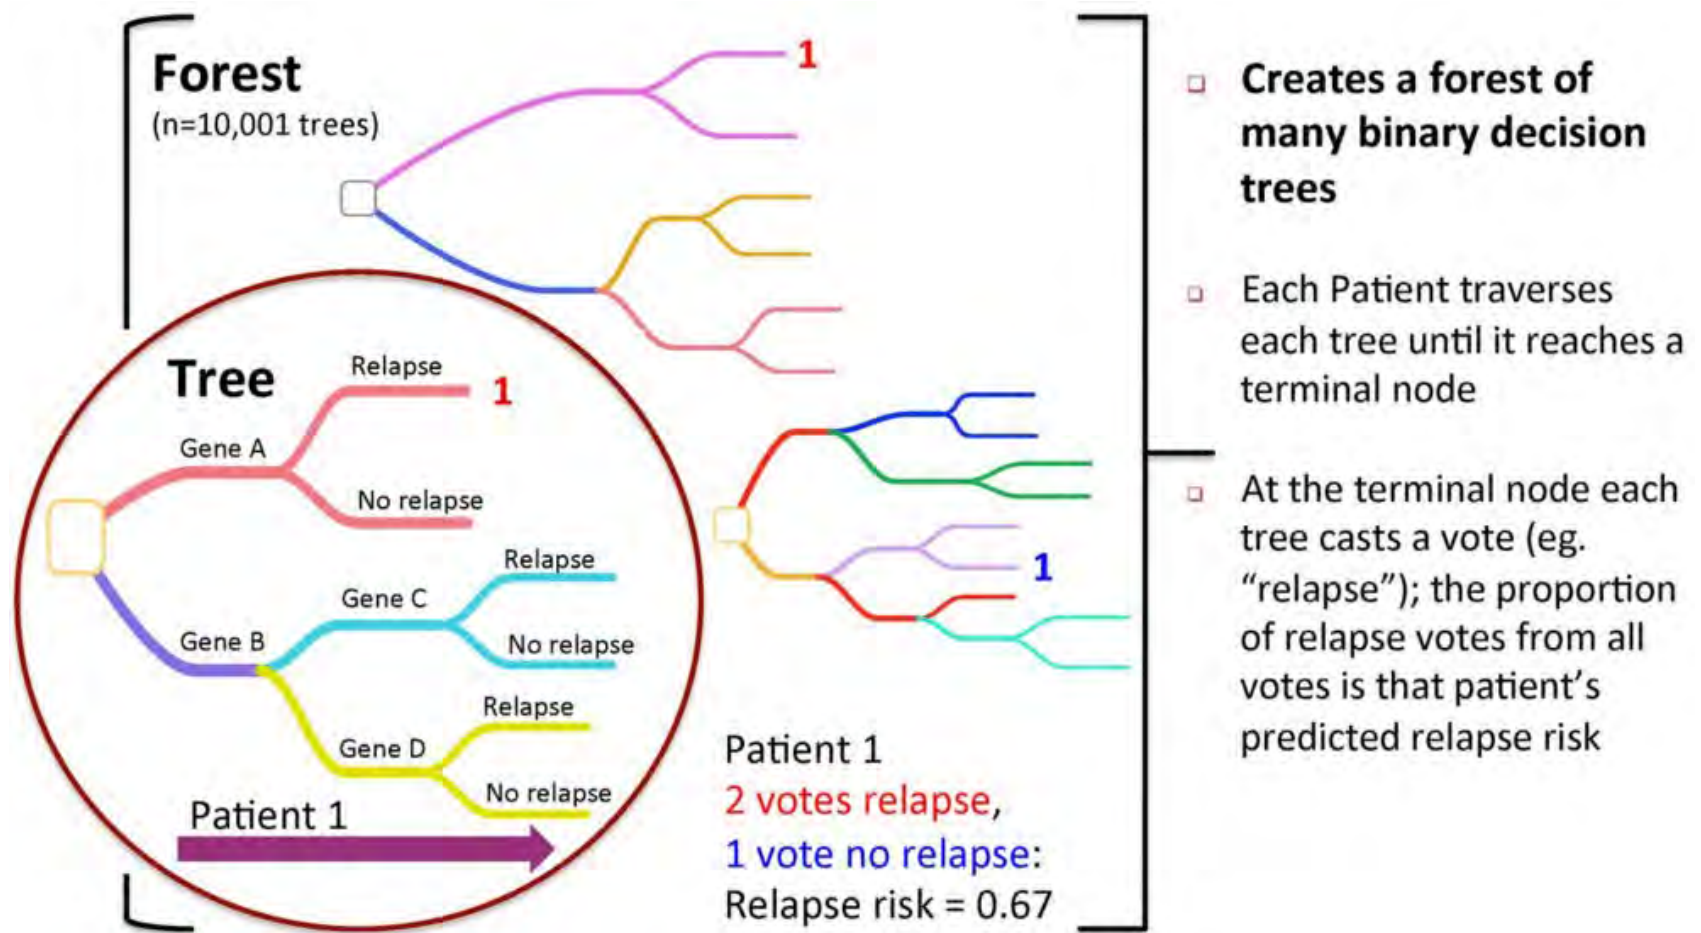 Forest
(n=10,001 trees)
1
Tree
Relapse
1
Gene A
No relapse
Relapse
Gene C
Gene B
No relapse
Relapse
Gene D
No relapse
Patient 1
1
Patient 1
2 votes relapse,
1 vote no relapse:
Relapse risk = 0.67
Creates a forest of
many binary decision
trees
Each Patient traverses
each tree until it reaches a
terminal node
At the terminal node each
tree casts a vote (eg.
“relapse”); the proportion
of relapse votes from all
votes is that patient’s
predicted relapse risk